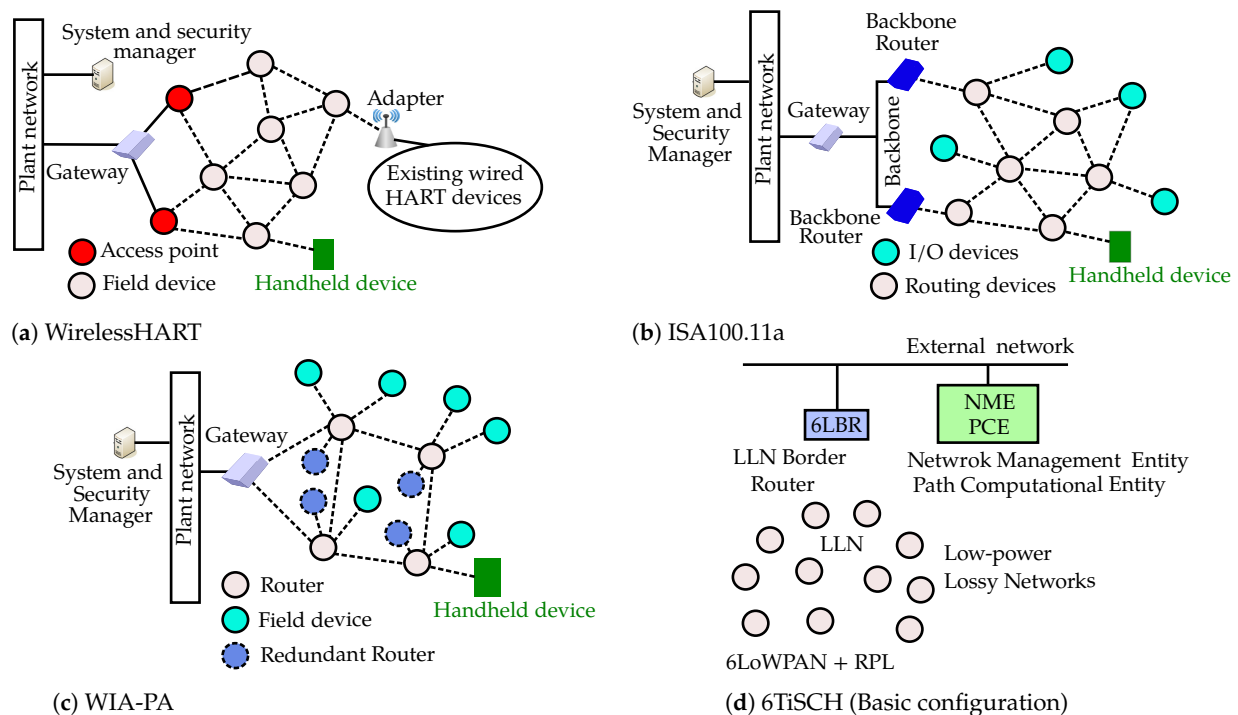 System and security
manager
Plant network
Gateway
Adapter
Existing wired
HART devices
Access point
Field device
Handheld device
(a) WirelessHART
Backbone
Router
System and
Security
Manager
Plant network
Gateway
Backbone
Backbone
Router
I/O devices
Routing devices
Handheld device
(b) ISA100.11a
System and
Security
Manager
Plant network
Gateway
Router
Field device
Redundant Router
Handheld device
(c) WIA-PA
External network
6LBR
NME
PCE
LLN Border
Router
Netwrok Management Entity
Path Computational Entity
LLN
Low-power
Lossy Networks
6LoWPAN + RPL
(d) 6TiSCH (Basic configuration)